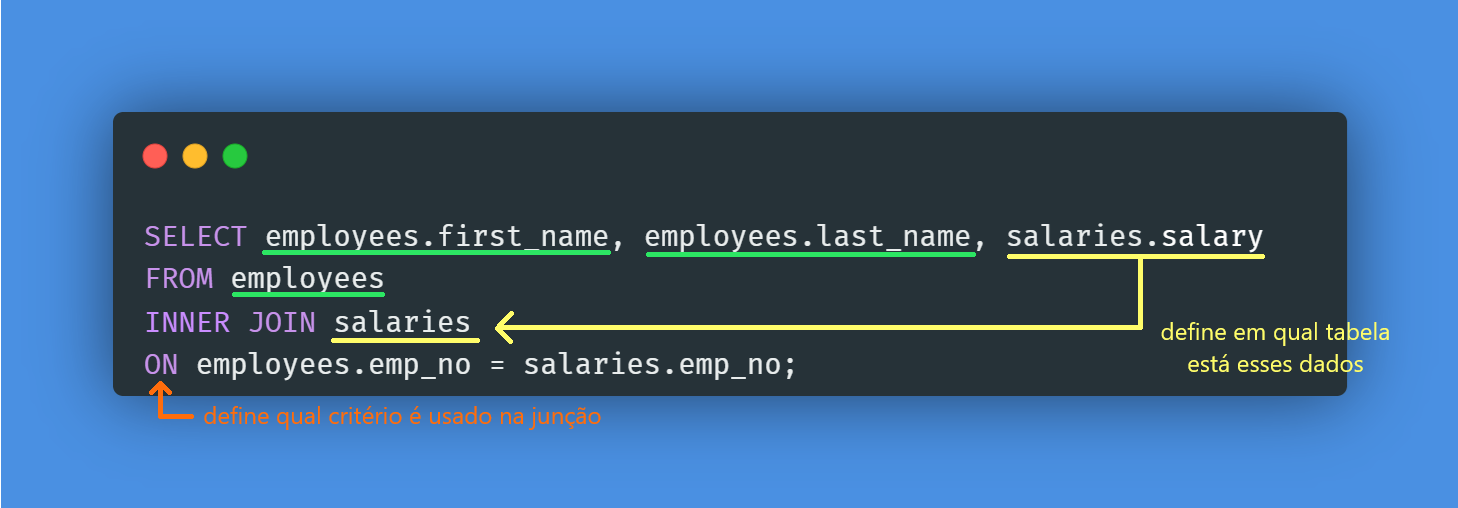 SELECT employees.first_name, employees.last_name, salaries.salary
FROM employees
INNER JOIN salaries
define em qual tabela
está esses dados
ON employees.emp_no = salaries.emp_no;
define qual critério é usado na junção